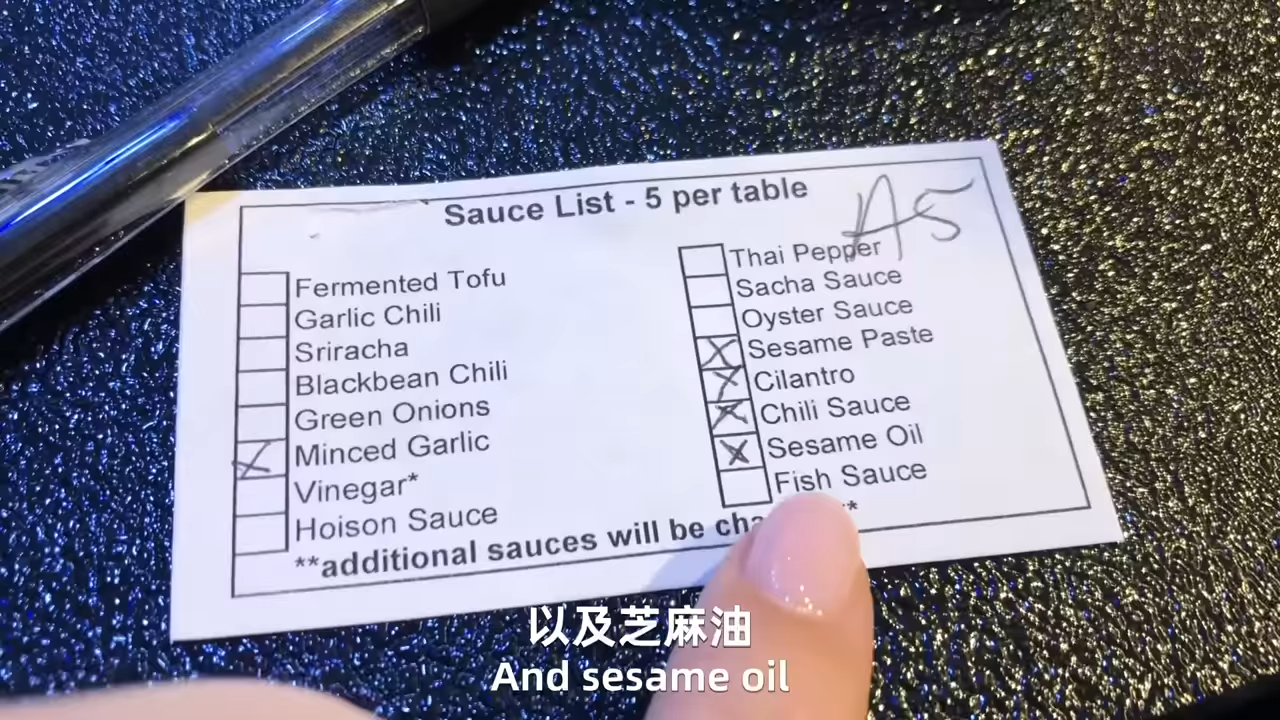 Sauce List - 5 per table
A5
Fermented Tofu
Garlic Chili
Sriracha
Blackbean Chili
Green Onions
Minced Garlic
Vinegar*
Hoison Sauce
Thai Pepper
Sacha Sauce
Oyster Sauce
Sesame Paste
Cilantro
Chili Sauce
Sesame Oil
Fish Sauce
**additional sauces will be
以及芝麻油
And sesame oil